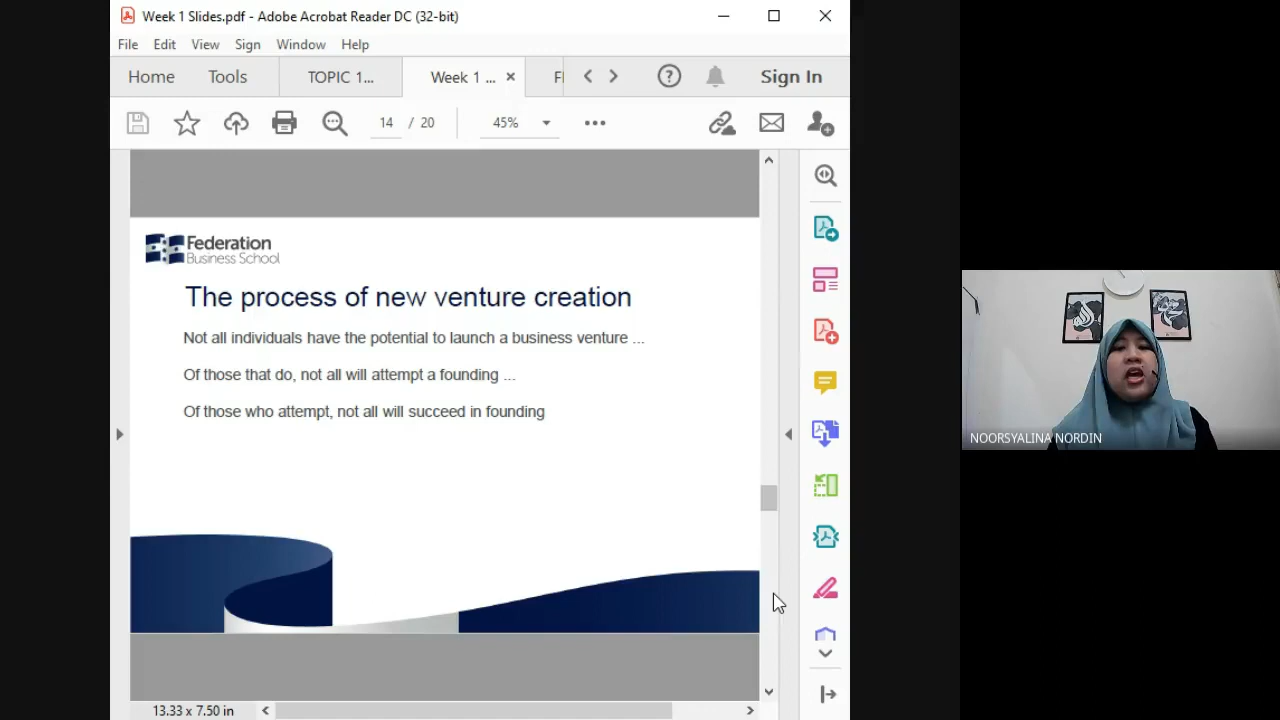 Week 1 Slides.pdf - Adobe Acrobat Reader DC (32-bit)
File Edit View Sign Window Help
Home Tools TOPIC 1... Week 1 ... Sign In
14 / 20 45%
Federation
Business School
The process of new venture creation
Not all individuals have the potential to launch a business venture ...
Of those that do, not all will attempt a founding ...
Of those who attempt, not all will succeed in founding
NOORSYALINA NORDIN
13.33 x 7.50 in